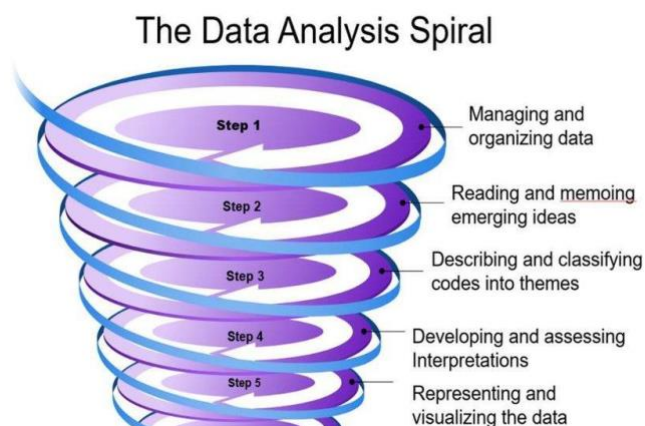 The Data Analysis Spiral
Step 1
Managing and
organizing data
Step 2
Reading and memoing
emerging ideas
Step 3
Describing and classifying
codes into themes
Step 4
Developing and assessing
Interpretations
Step 5
Representing and
visualizing the data